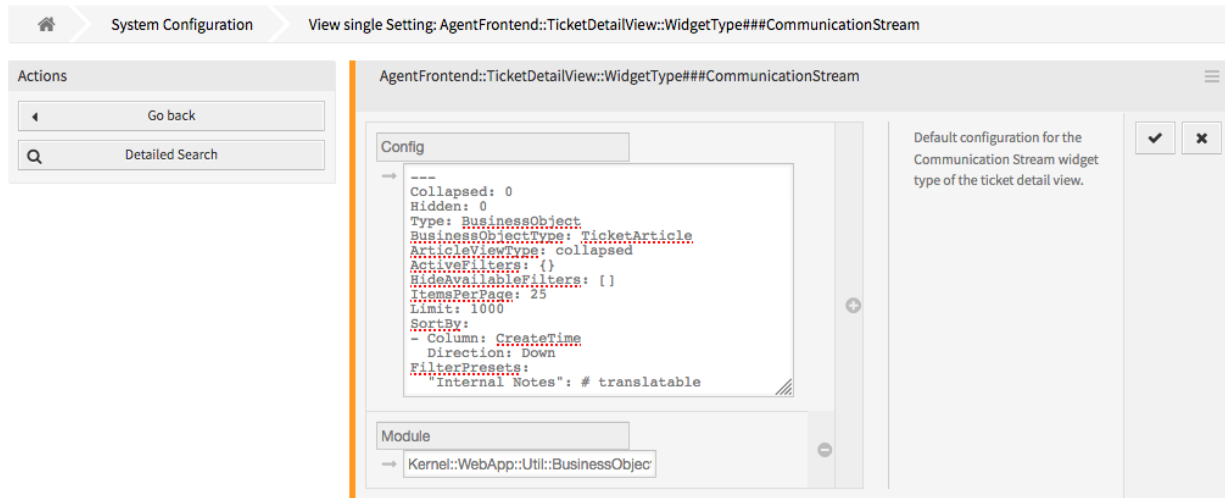 System Configuration
View single Setting: AgentFrontend::TicketDetailView::WidgetType###CommunicationStream
Actions
Go back
Detailed Search
AgentFrontend::TicketDetailView::WidgetType###CommunicationStream
Config
---
Collapsed: 0
Hidden: 0
Type: BusinessObject
BusinessObjectType: TicketArticle
ArticleViewType: collapsed
ActiveFilters: {}
HideAvailableFilters: []
ItemsPerPage: 25
Limit: 1000
SortBy:
- Column: CreateTime
  Direction: Down
FilterPresets:
  "Internal Notes": # translatable
Module
Kernel::WebApp::Util::BusinessObjec
Default configuration for the
Communication Stream widget
type of the ticket detail view.